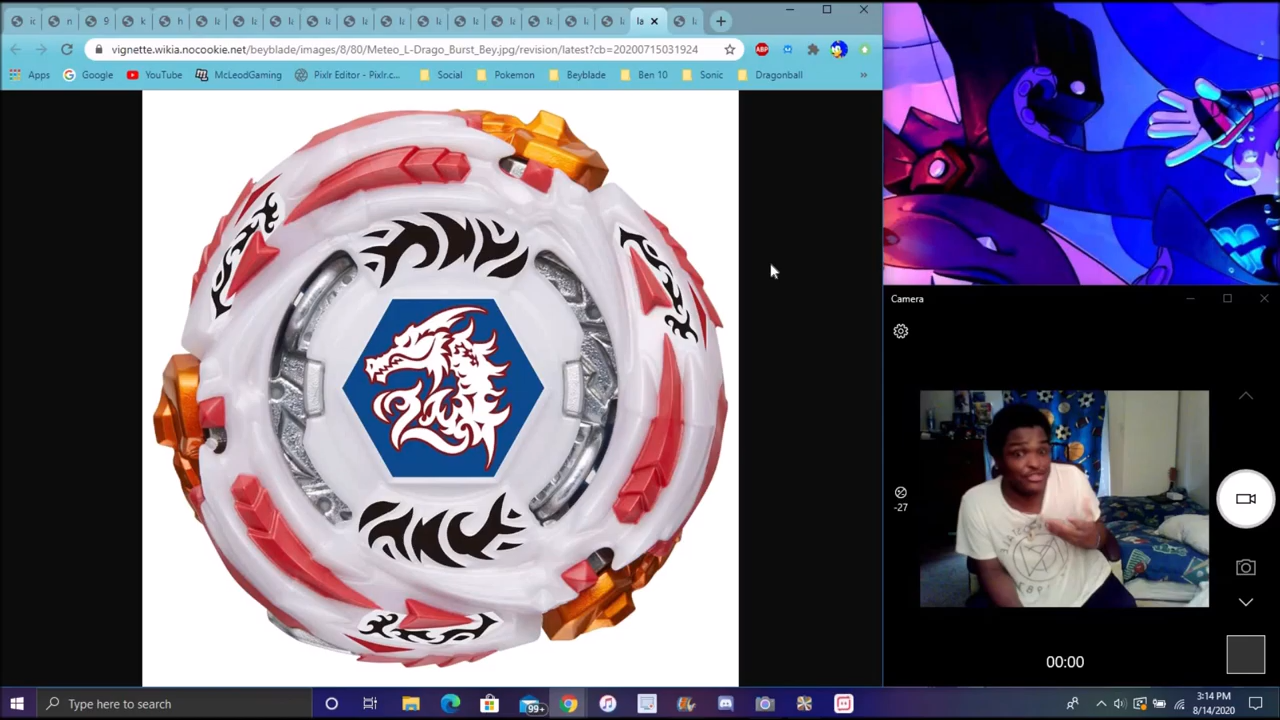 vignette.wikia.nocookie.net/beyblade/images/8/80/Meteo_L-Drago_Burst_Bey.jpg/revision/latest?cb=20200715031924
ABP
Apps Google YouTube McLeodGaming Pixlr Editor - Pixlr.c... Social Pokemon Beyblade Ben 10 Sonic Dragonball »
Camera
-27
00:00
Type here to search
99+
3:14 PM
8/14/2020